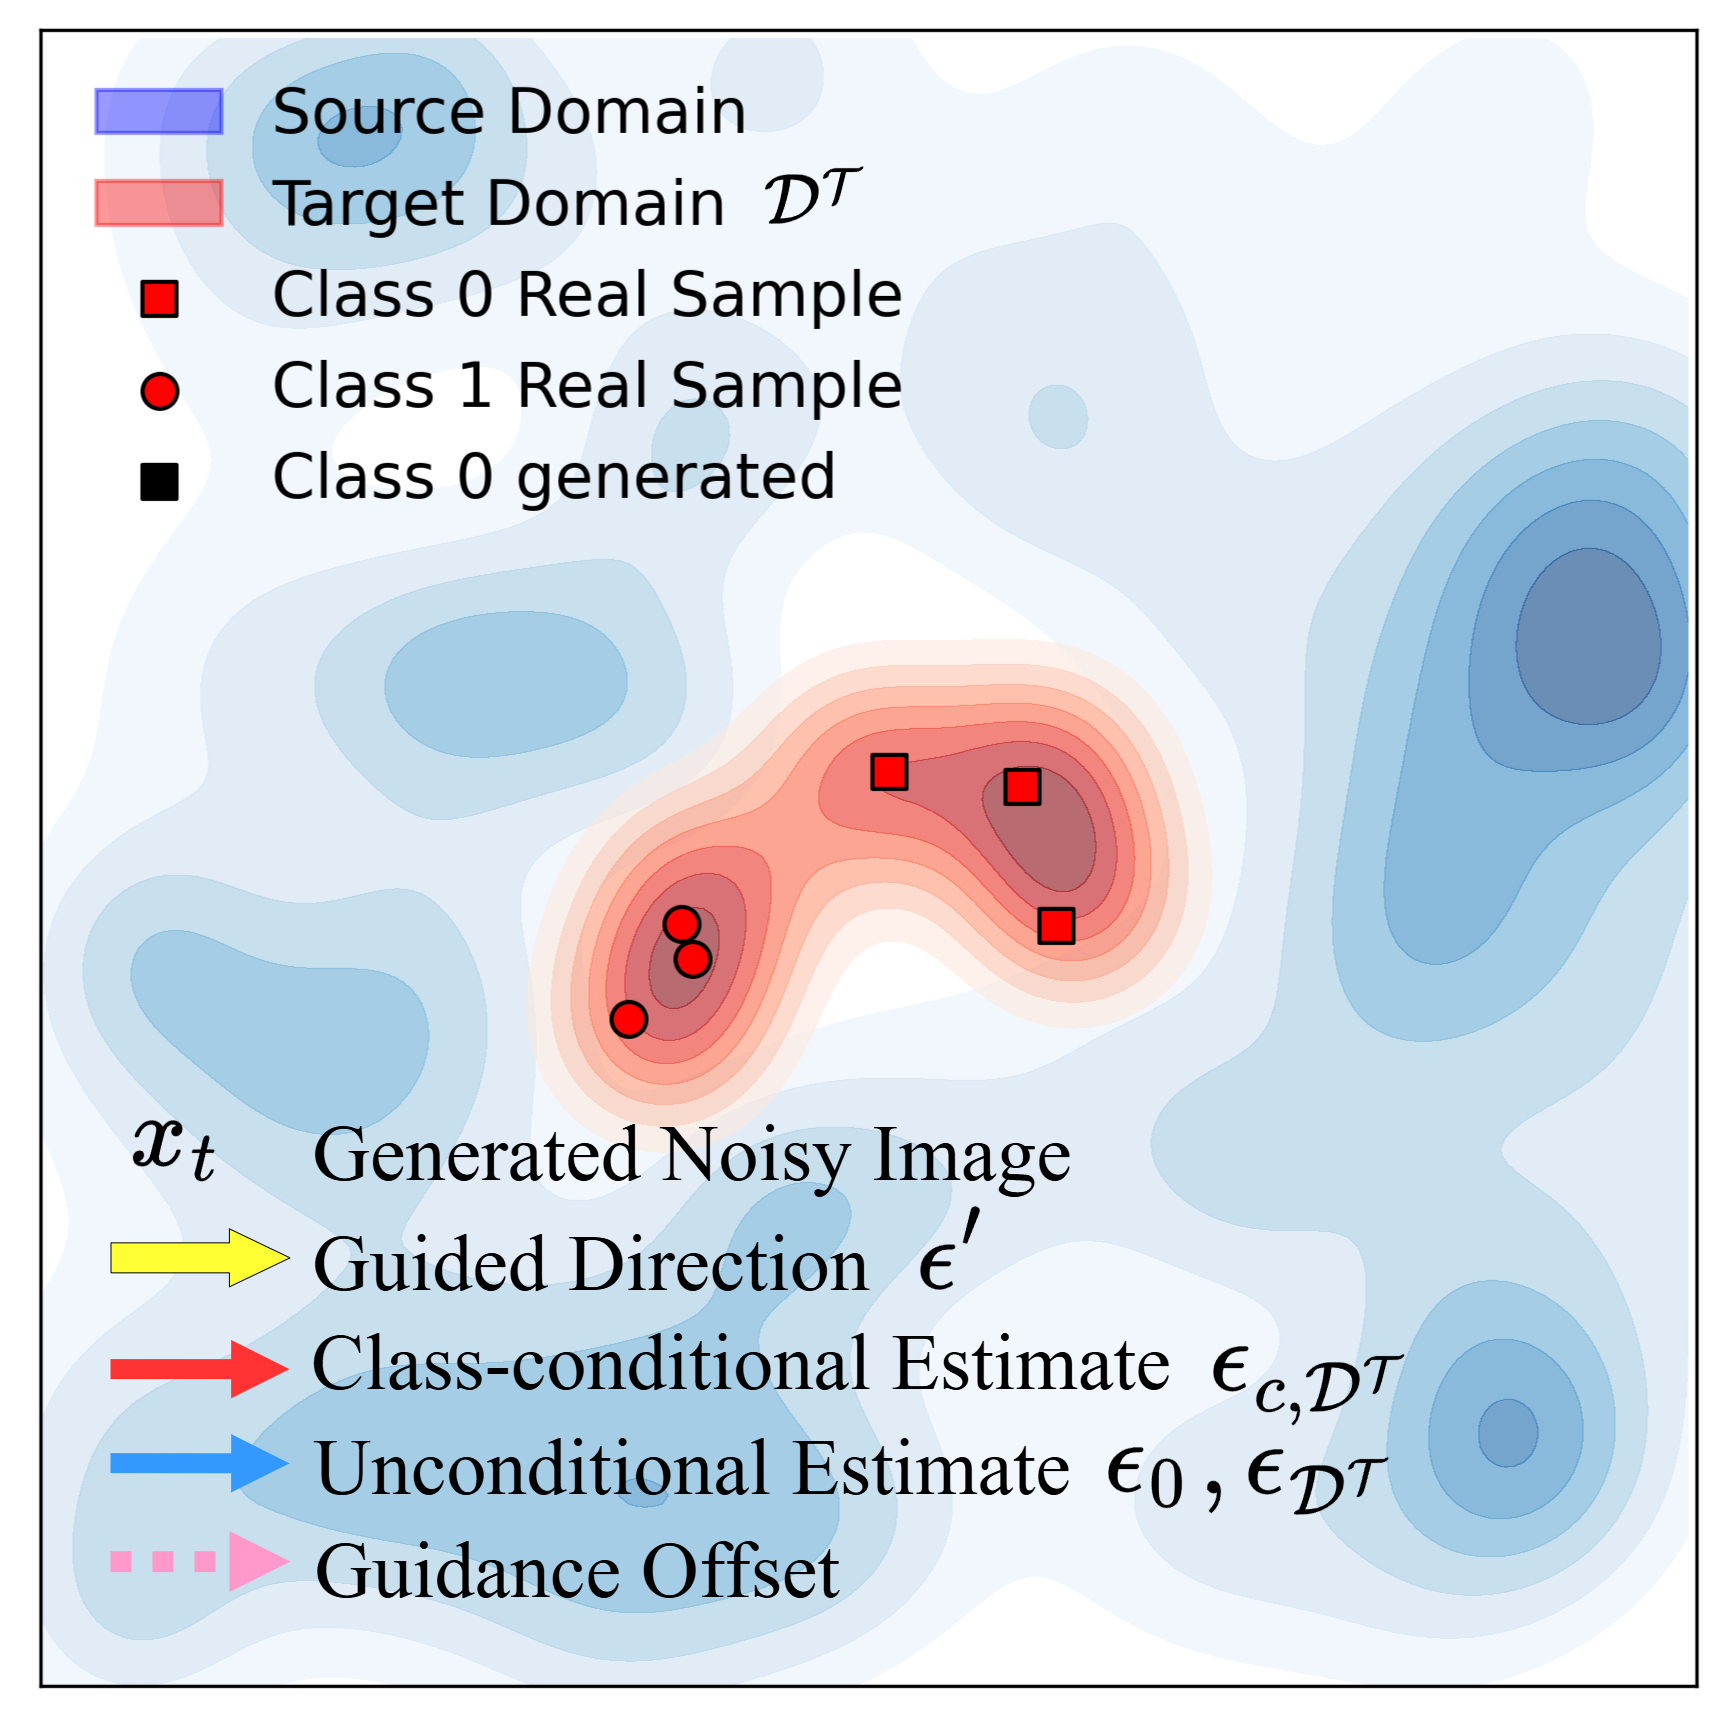 Source Domain
Target Domain 𝒟^𝒯
Class 0 Real Sample
Class 1 Real Sample
Class 0 generated
x_t Generated Noisy Image
Guided Direction ϵ′
Class-conditional Estimate ϵ_{c,𝒟^𝒯}
Unconditional Estimate ϵ_0 , ϵ_{𝒟^𝒯}
Guidance Offset